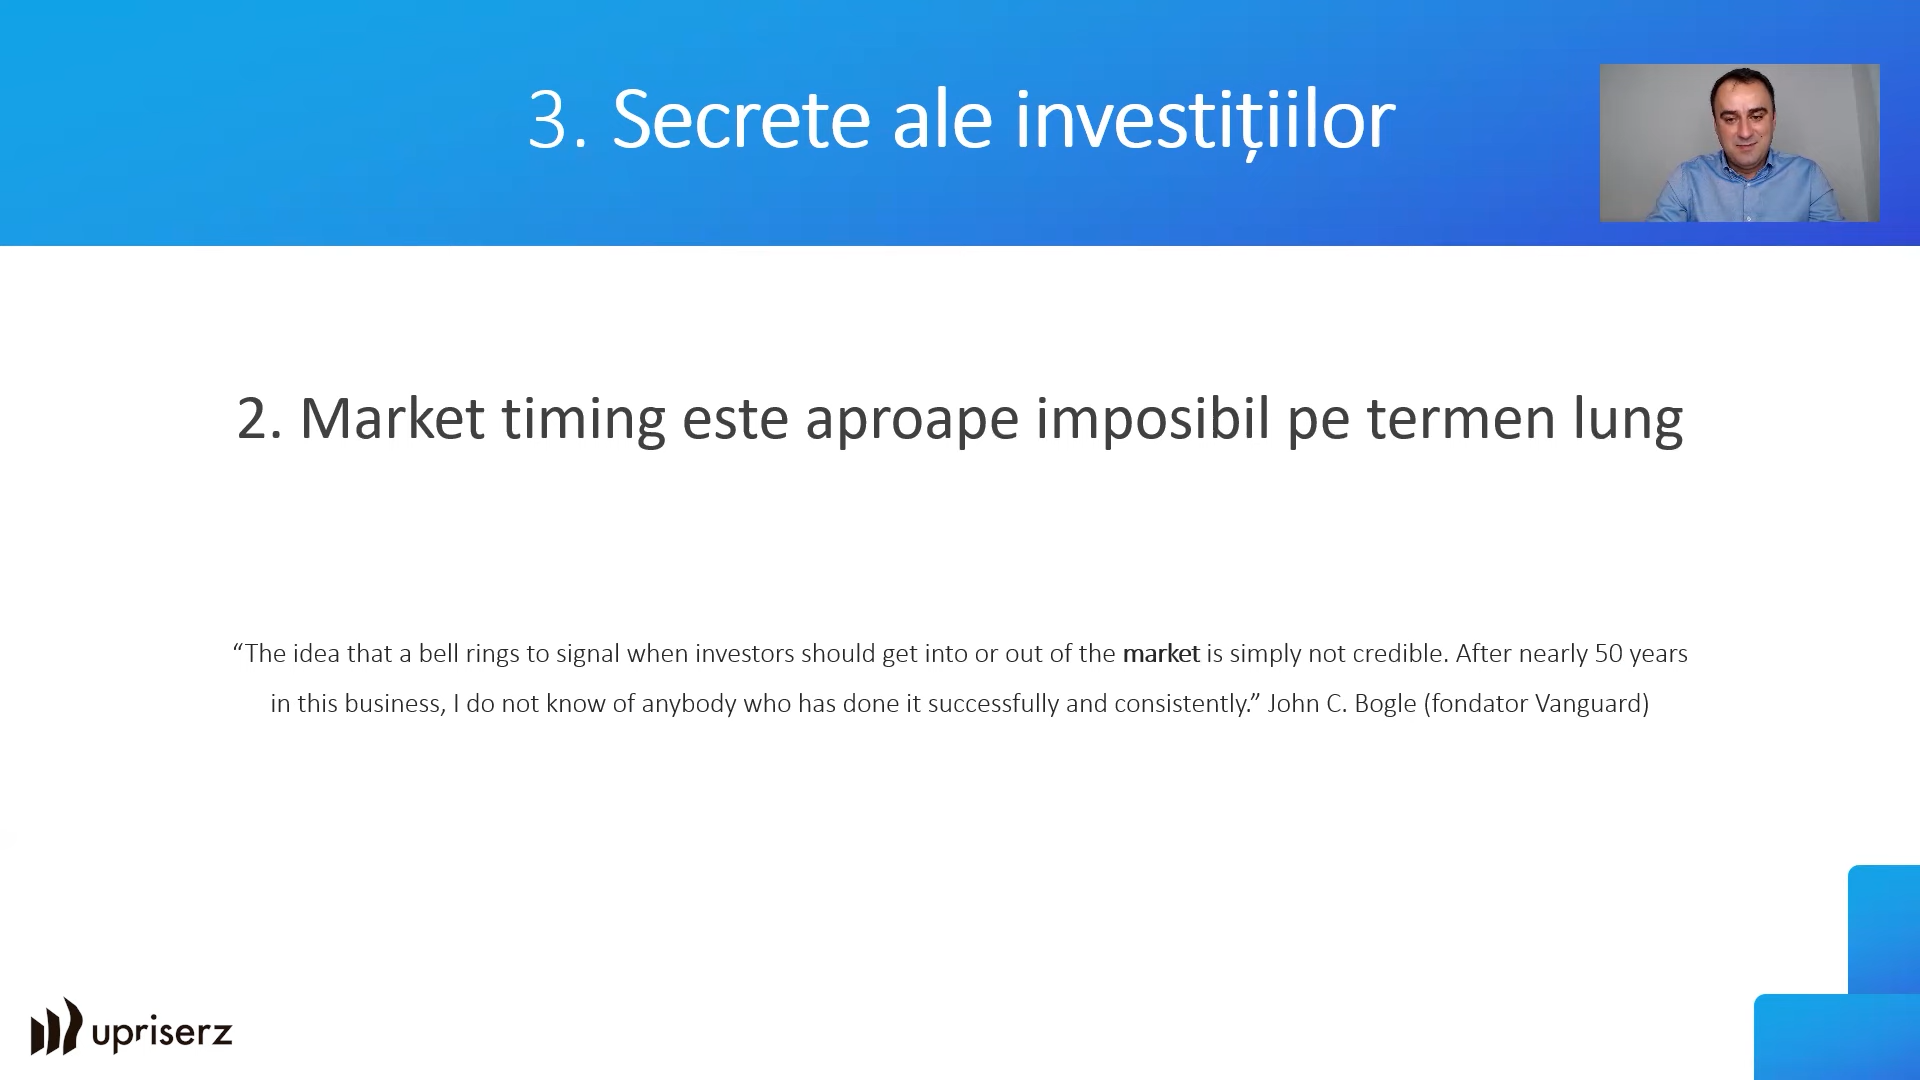 3. Secrete ale investițiilor
2. Market timing este aproape imposibil pe termen lung
“The idea that a bell rings to signal when investors should get into or out of the market is simply not credible. After nearly 50 years
in this business, I do not know of anybody who has done it successfully and consistently.” John C. Bogle (fondator Vanguard)
upriserz